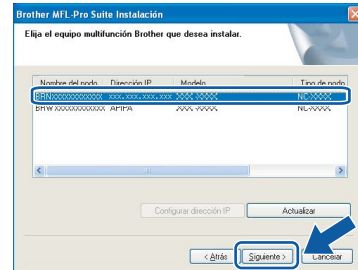 Brother MFL-Pro Suite Instalación
Elija el equipo multifunción Brother que desea instalar.
Nombre del nodo Dirección IP Modelo Tipo de nodo
BRNXXXXXXXXXXXX xxx.xxx.xxx.xxx XXX-XXXX NC-XXXX
BRWXXXXXXXXXXXX APIPA XXX-XXXX NC-XXXX
Configurar dirección IP Actualizar
< Atrás Siguiente > Cancelar